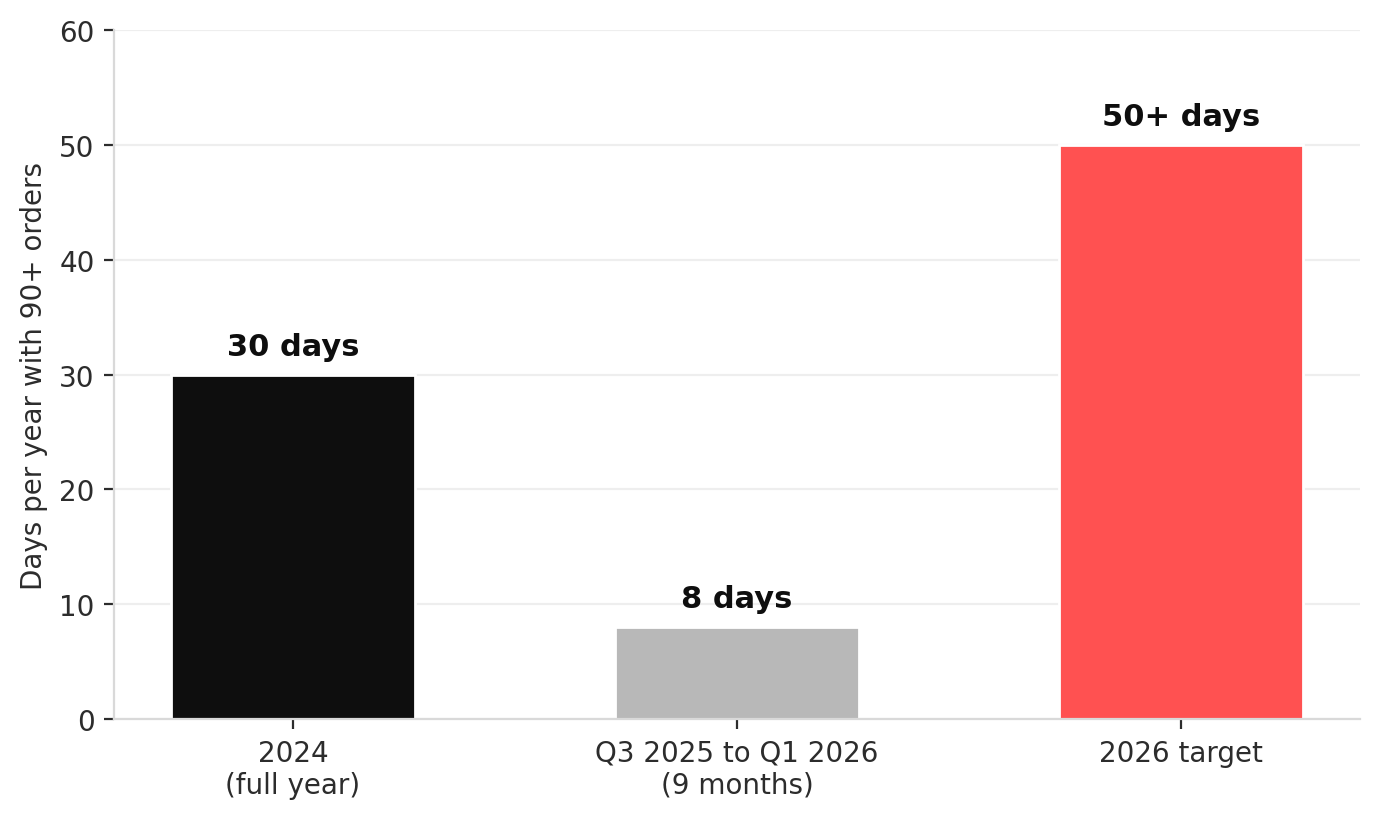 Days per year with 90+ orders
60
50
40
30
20
10
0
30 days
8 days
50+ days
2024
(full year)
Q3 2025 to Q1 2026
(9 months)
2026 target